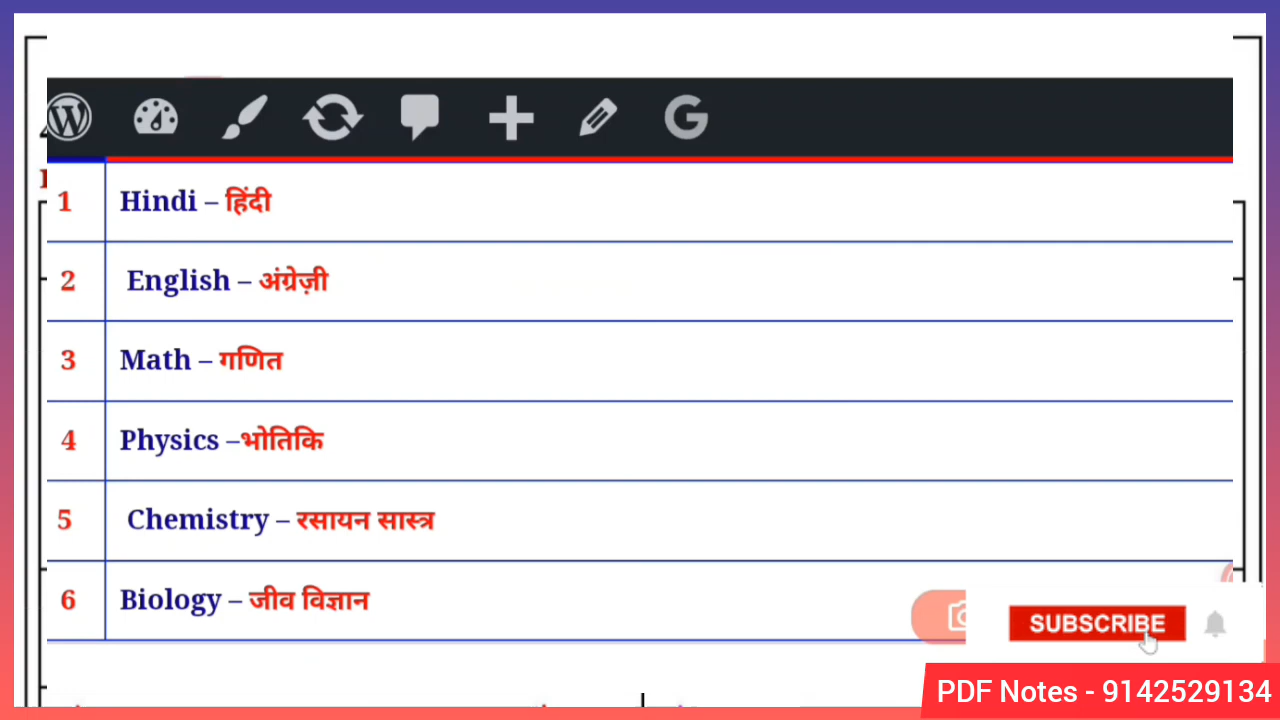 1 Hindi – हिंदी
2 English – अंग्रेज़ी
3 Math – गणित
4 Physics –भोतिकि
5 Chemistry – रसायन सास्त्र
6 Biology – जीव विज्ञान
SUBSCRIBE
PDF Notes - 9142529134